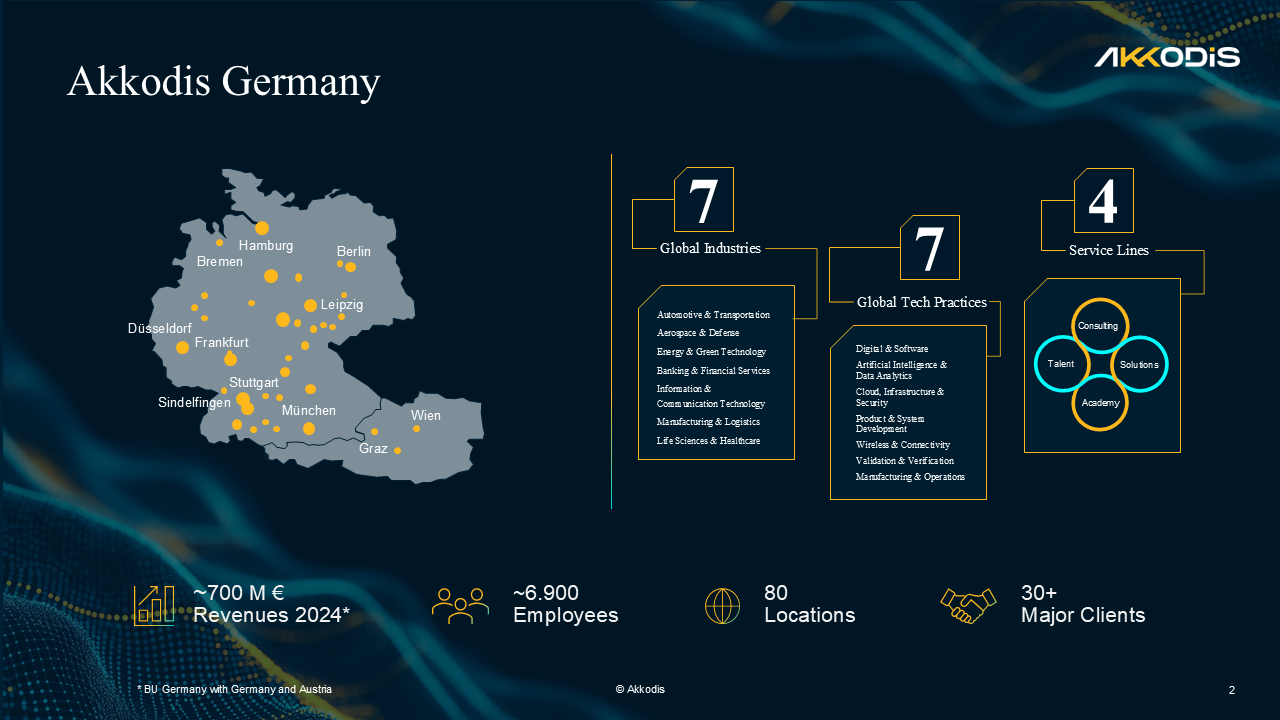 AKKODIS
Akkodis Germany
Hamburg
Bremen
Berlin
Leipzig
Düsseldorf
Frankfurt
Stuttgart
Sindelfingen
München
Wien
Graz
7
Global Industries
Automotive & Transportation
Aerospace & Defense
Energy & Green Technology
Banking & Financial Services
Information &
Communication Technology
Manufacturing & Logistics
Life Sciences & Healthcare
7
Global Tech Practices
Digital & Software
Artificial Intelligence &
Data Analytics
Cloud, Infrastructure &
Security
Product & System
Development
Wireless & Connectivity
Validation & Verification
Manufacturing & Operations
4
Service Lines
Consulting
Talent
Solutions
Academy
~700 M €
Revenues 2024*
~6.900
Employees
80
Locations
30+
Major Clients
* BU Germany with Germany and Austria
© Akkodis
2